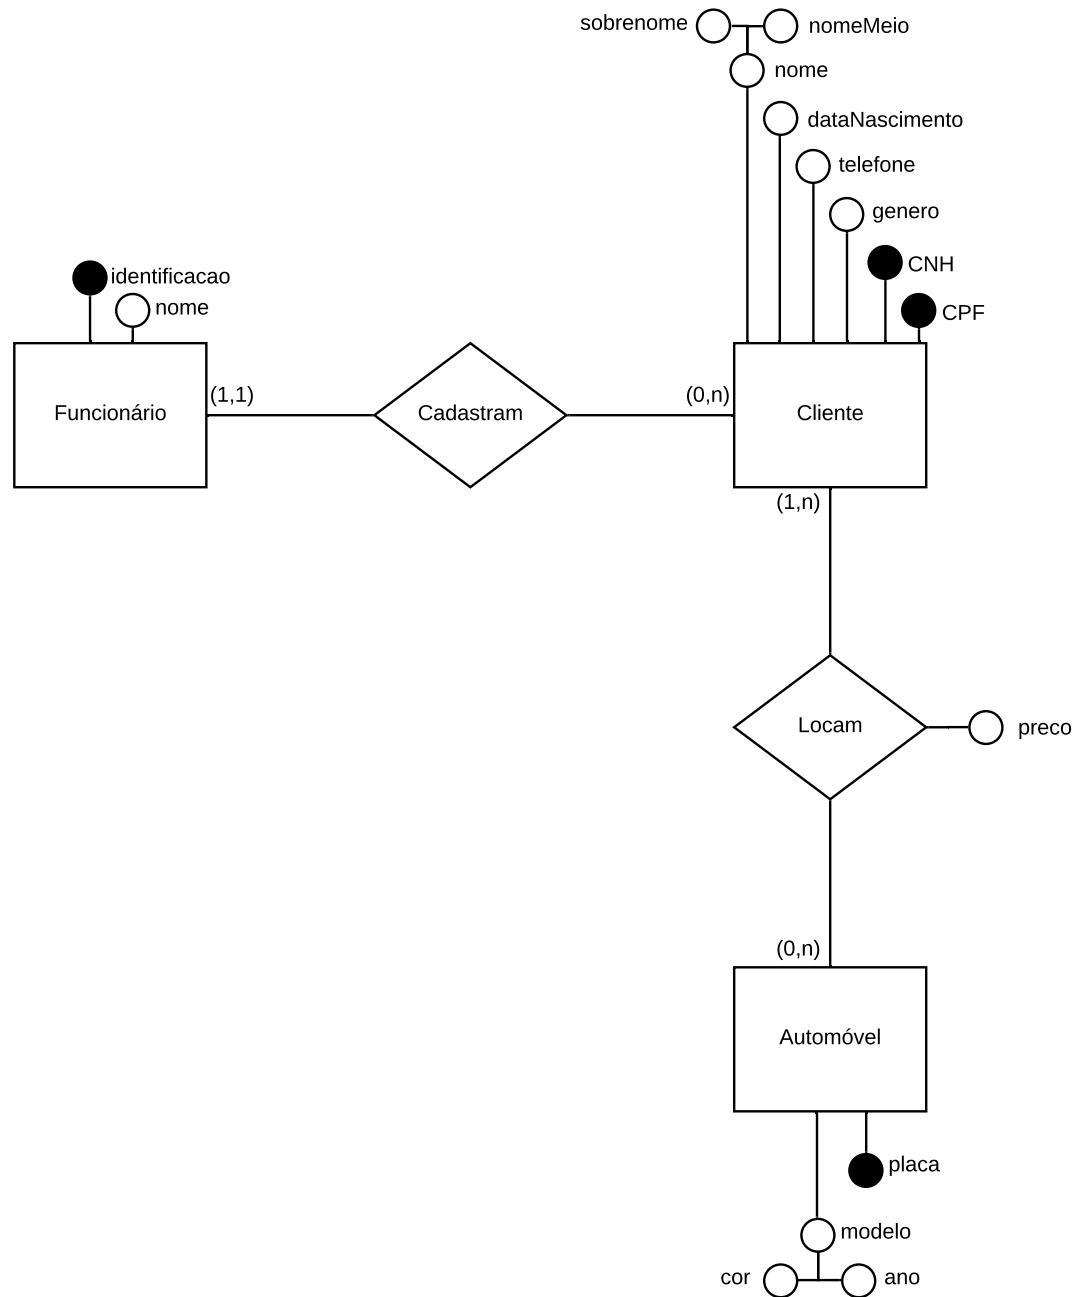 sobrenome
nomeMeio
nome
dataNascimento
telefone
genero
CNH
CPF
identificacao
nome
Funcionário
(1,1)
Cadastram
(0,n)
Cliente
(1,n)
Locam
preco
(0,n)
Automóvel
placa
modelo
cor
ano